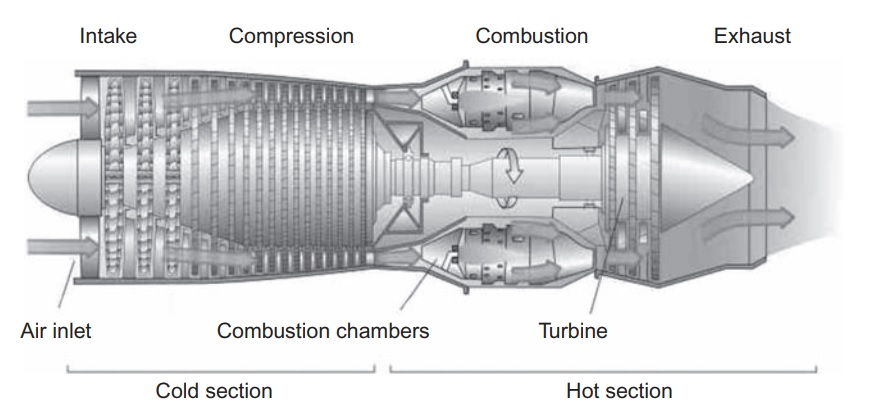 Intake
Compression
Combustion
Exhaust
Air inlet
Combustion chambers
Turbine
Cold section
Hot section